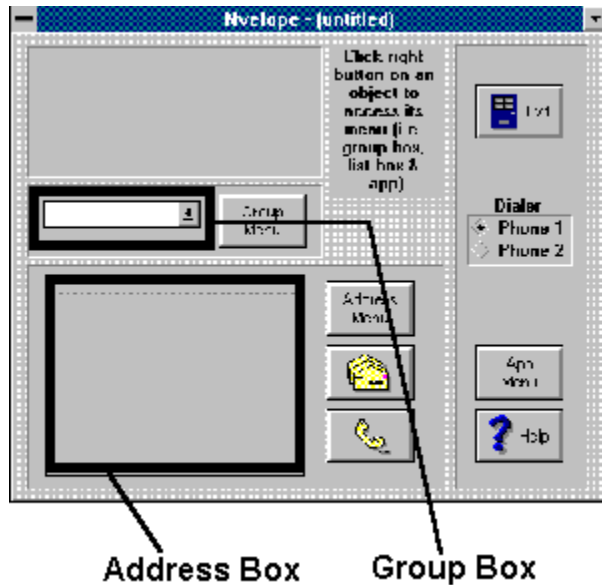 Nvelope - (untitled)
Click right
button on an
object to
access its
menu (i.e.
group box,
list box &
app)
Exit
Group
Menu
Dialer
Phone 1
Phone 2
Address
Menu
App
Menu
Help
Address Box
Group Box